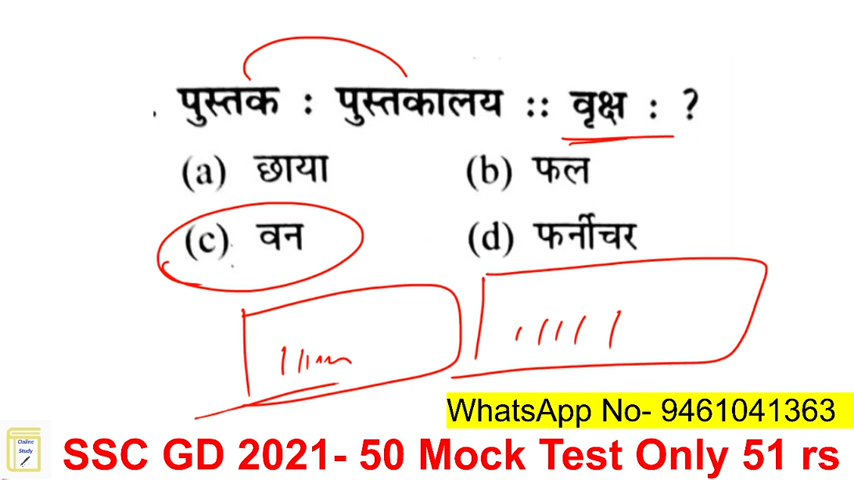 पुस्तक : पुस्तकालय :: वृक्ष : ?
(a) छाया (b) फल
(c) वन (d) फर्नीचर
WhatsApp No- 9461041363
Online
Study
SSC GD 2021- 50 Mock Test Only 51 rs